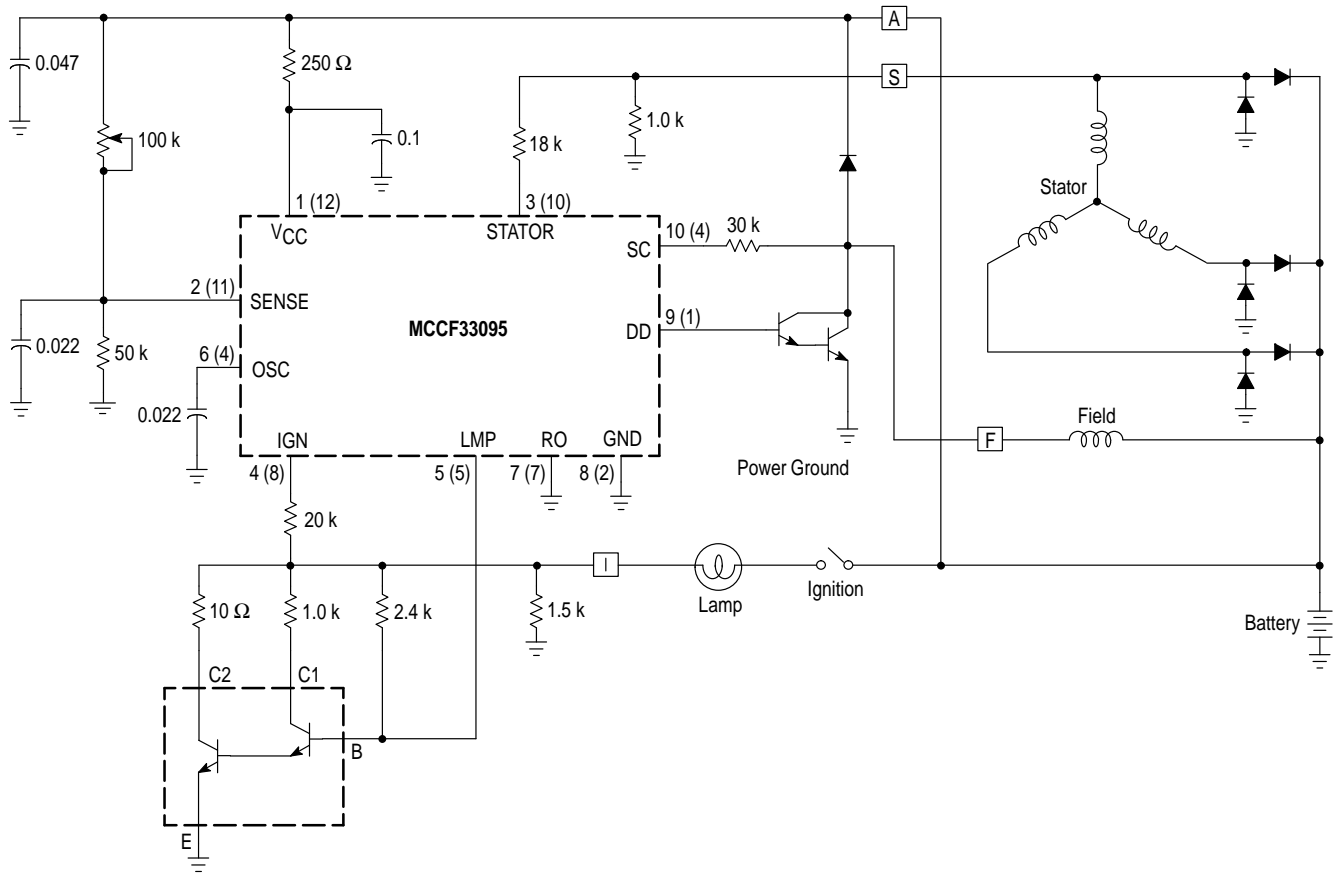 A
0.047
250 Ω
S
100 k
0.1
18 k
1.0 k
Stator
1 (12)
3 (10)
VCC
STATOR
10 (4)
30 k
SC
2 (11)
SENSE
MCCF33095
9 (1)
DD
0.022
50 k
6 (4)
OSC
0.022
Field
F
IGN
LMP
RO
GND
4 (8)
5 (5)
7 (7)
8 (2)
Power Ground
20 k
I
Lamp
Ignition
10 Ω
1.0 k
2.4 k
1.5 k
Battery
C2
C1
B
E